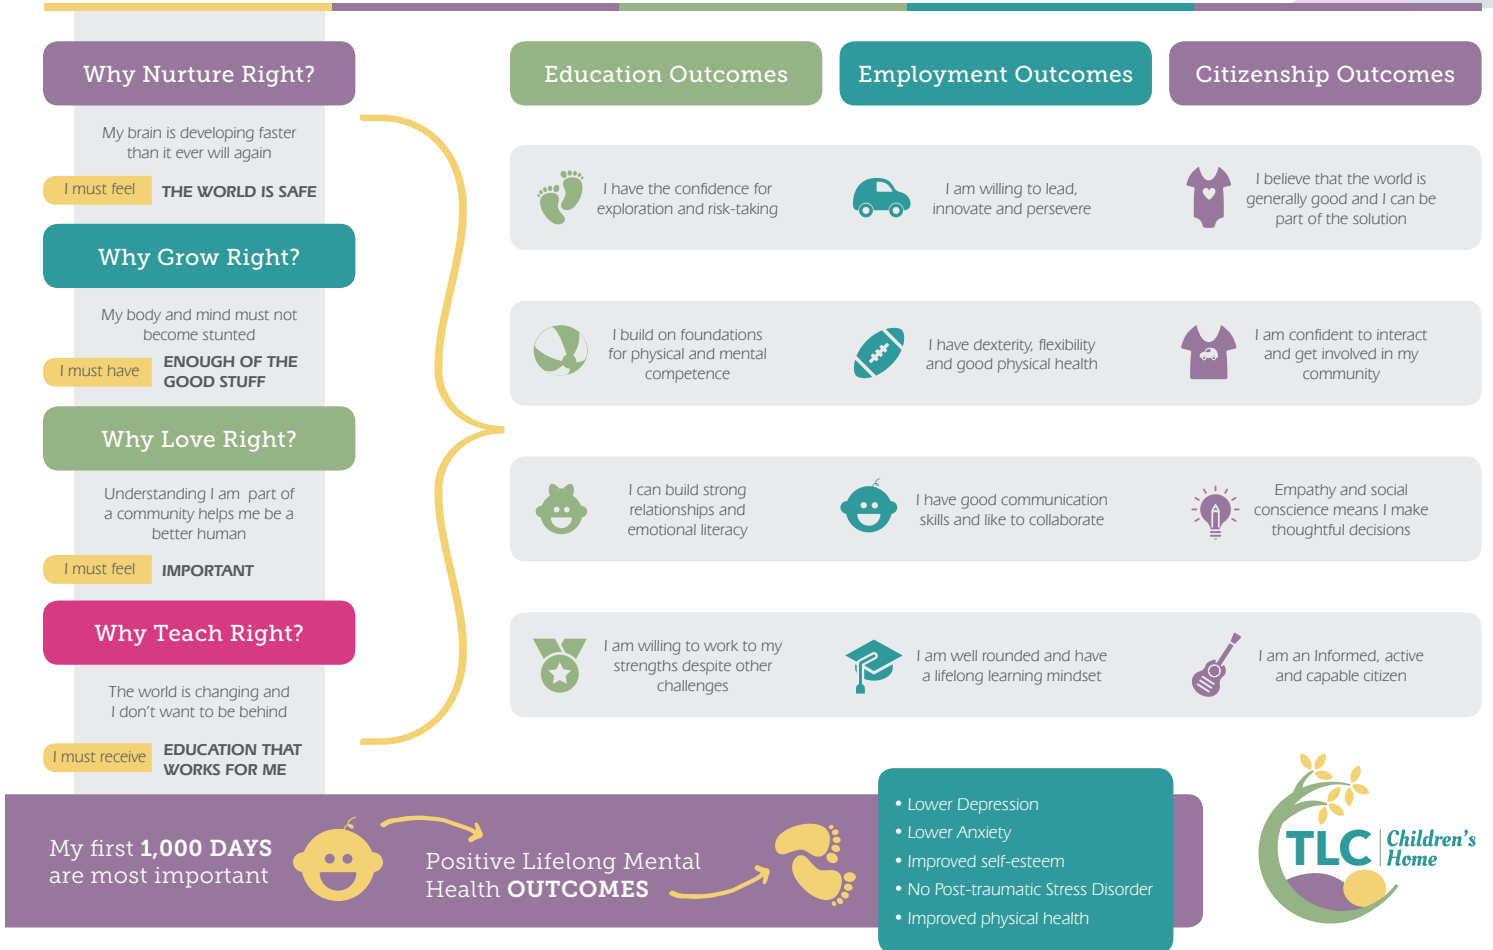 Why Nurture Right?
My brain is developing faster
than it ever will again
I must feel
THE WORLD IS SAFE
Why Grow Right?
My body and mind must not
become stunted
I must have
ENOUGH OF THE
GOOD STUFF
Why Love Right?
Understanding I am part of
a community helps me be a
better human
I must feel
IMPORTANT
Why Teach Right?
The world is changing and
I don't want to be behind
I must receive
EDUCATION THAT
WORKS FOR ME
Education Outcomes
Employment Outcomes
Citizenship Outcomes
I have the confidence for
exploration and risk-taking
I am willing to lead,
innovate and persevere
I believe that the world is
generally good and I can be
part of the solution
I build on foundations
for physical and mental
competence
I have dexterity, flexibility
and good physical health
I am confident to interact
and get involved in my
community
I can build strong
relationships and
emotional literacy
I have good communication
skills and like to collaborate
Empathy and social
conscience means I make
thoughtful decisions
I am willing to work to my
strengths despite other
challenges
I am well rounded and have
a lifelong learning mindset
I am an Informed, active
and capable citizen
My first 1,000 DAYS
are most important
Positive Lifelong Mental
Health OUTCOMES
• Lower Depression
• Lower Anxiety
• Improved self-esteem
• No Post-traumatic Stress Disorder
• Improved physical health
TLC
Children's
Home